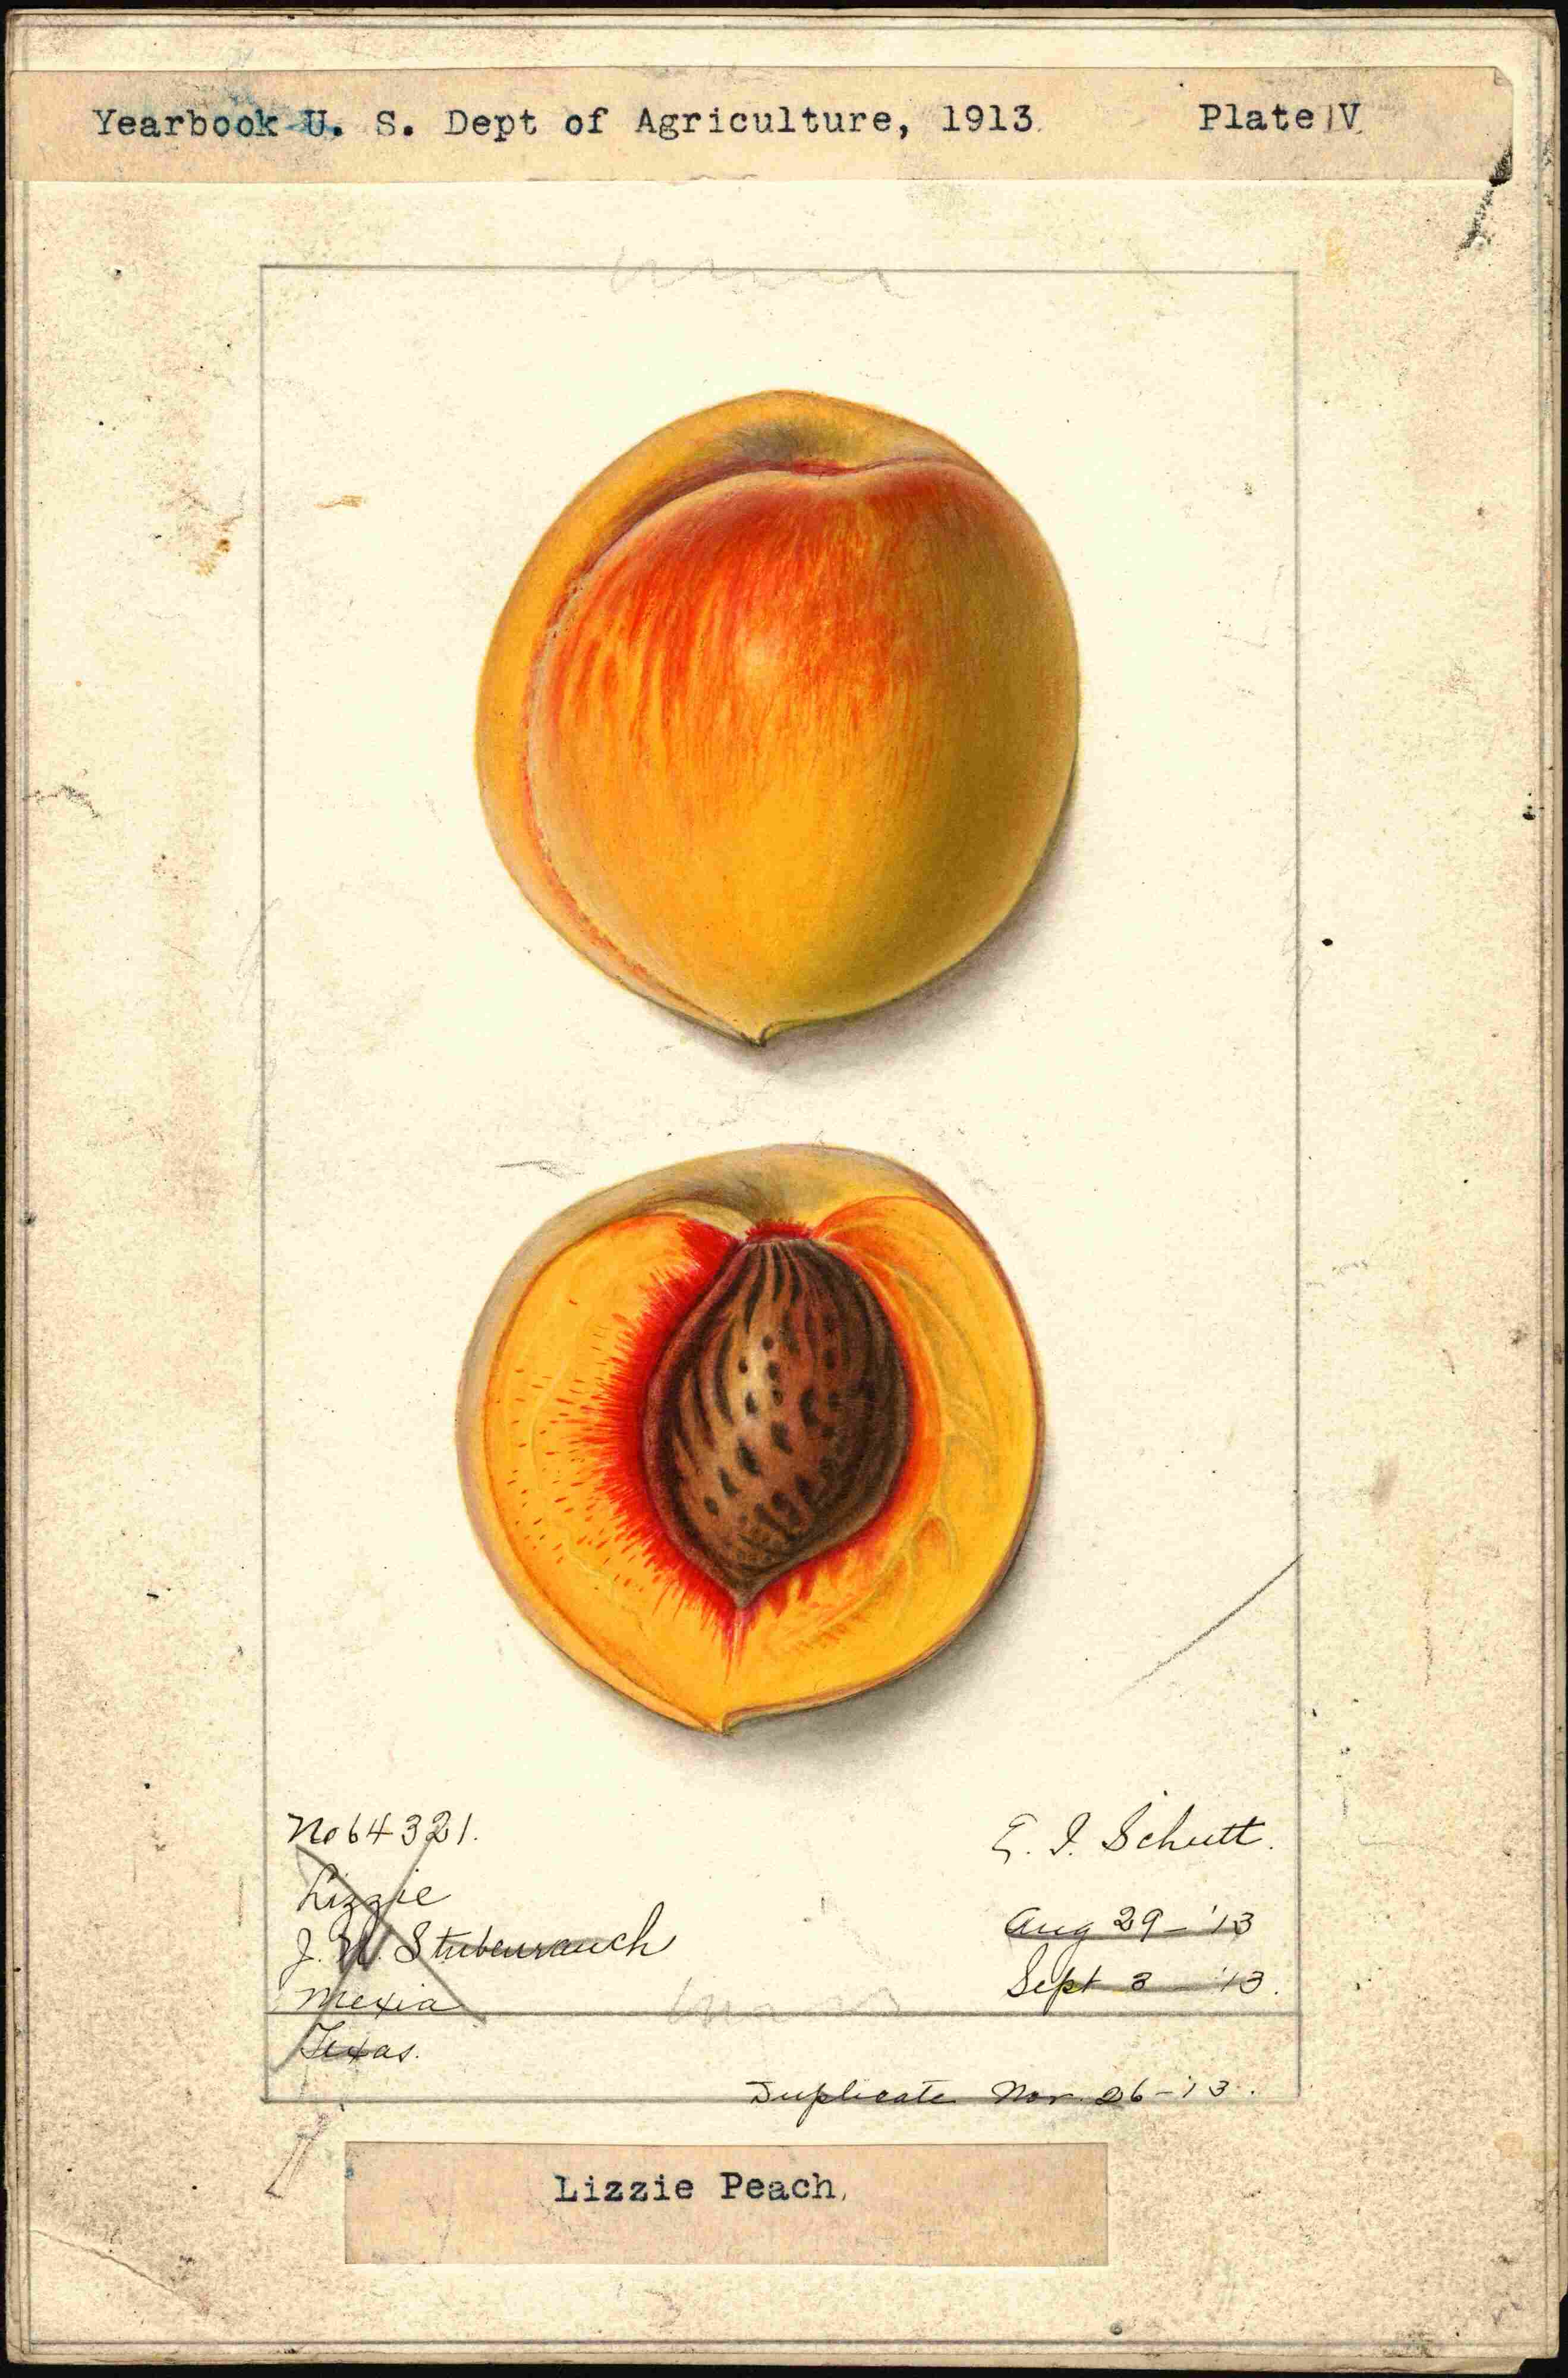 Yearbook U. S. Dept of Agriculture, 1913. Plate IV
No 64321.
Lizzie
J. W. Stubenrauch
Mexia
Texas.
E. I. Schutt.
Aug 29 - '13
Sept 3 - '13.
Duplicate Nov. 26 - '13.
Lizzie Peach.